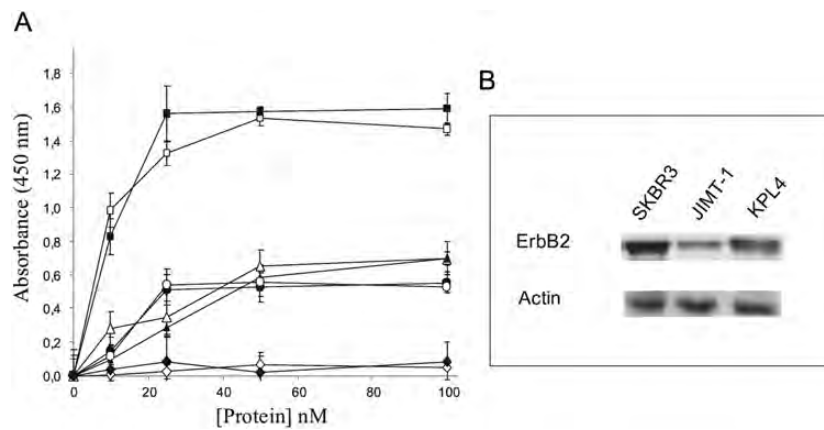 A
Absorbance (450 nm)
1,8
1,6
1,4
1,2
1,0
0,8
0,6
0,4
0,2
0,0
0 20 40 60 80 100
[Protein] nM
B
SKBR3 JIMT-1 KPL4
ErbB2
Actin